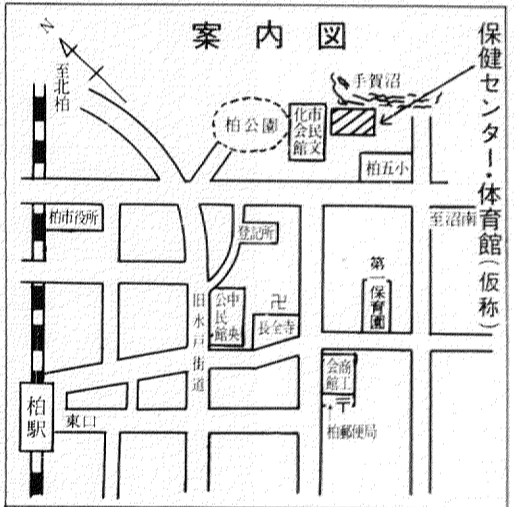 案内図
N
至北柏
手賀沼
保健センター・体育館(仮称)
柏公園
市民文化会館
柏五小
柏市役所
至沼南
登記所
第一保育園
中央公民館
卍
長全寺
旧水戸街道
商工会館
〒
柏駅
東口
柏郵便局